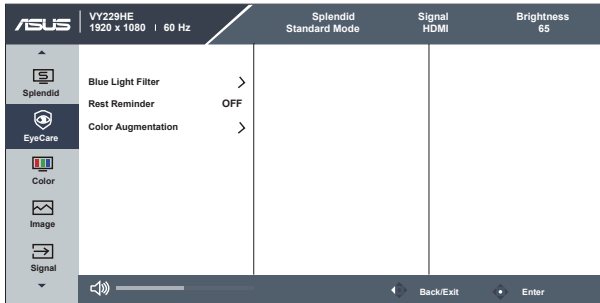 ASUS
VY229HE
1920 x 1080 | 60 Hz
Splendid
Standard Mode
Signal
HDMI
Brightness
65
Splendid
EyeCare
Color
Image
Signal
Blue Light Filter
Rest Reminder OFF
Color Augmentation
Back/Exit
Enter